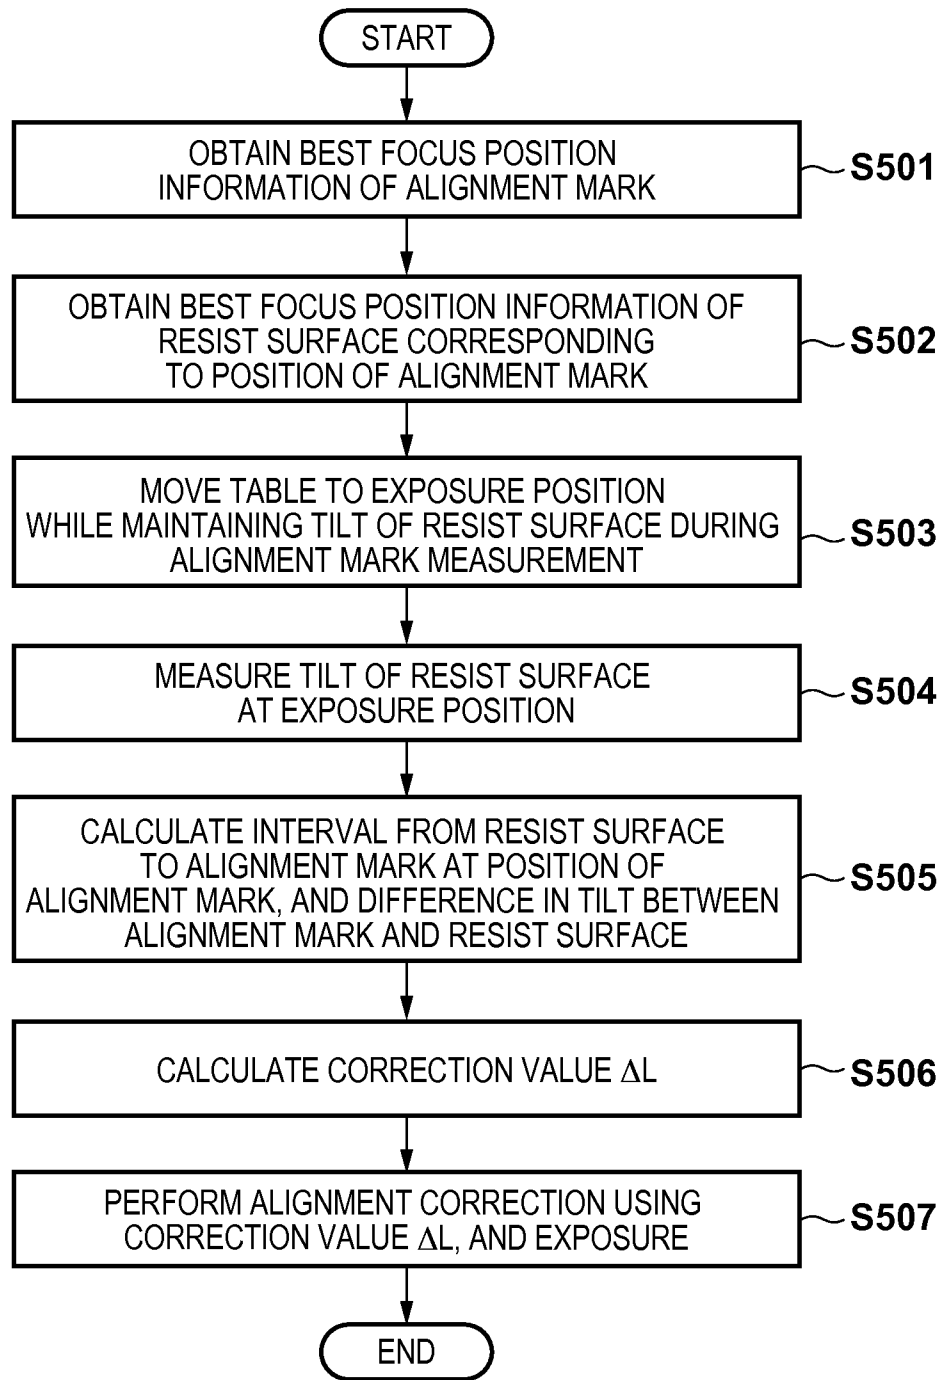 START
OBTAIN BEST FOCUS POSITION
INFORMATION OF ALIGNMENT MARK
S501
OBTAIN BEST FOCUS POSITION INFORMATION OF
RESIST SURFACE CORRESPONDING
TO POSITION OF ALIGNMENT MARK
S502
MOVE TABLE TO EXPOSURE POSITION
WHILE MAINTAINING TILT OF RESIST SURFACE DURING
ALIGNMENT MARK MEASUREMENT
S503
MEASURE TILT OF RESIST SURFACE
AT EXPOSURE POSITION
S504
CALCULATE INTERVAL FROM RESIST SURFACE
TO ALIGNMENT MARK AT POSITION OF
ALIGNMENT MARK, AND DIFFERENCE IN TILT BETWEEN
ALIGNMENT MARK AND RESIST SURFACE
S505
CALCULATE CORRECTION VALUE ΔL
S506
PERFORM ALIGNMENT CORRECTION USING
CORRECTION VALUE ΔL, AND EXPOSURE
S507
END